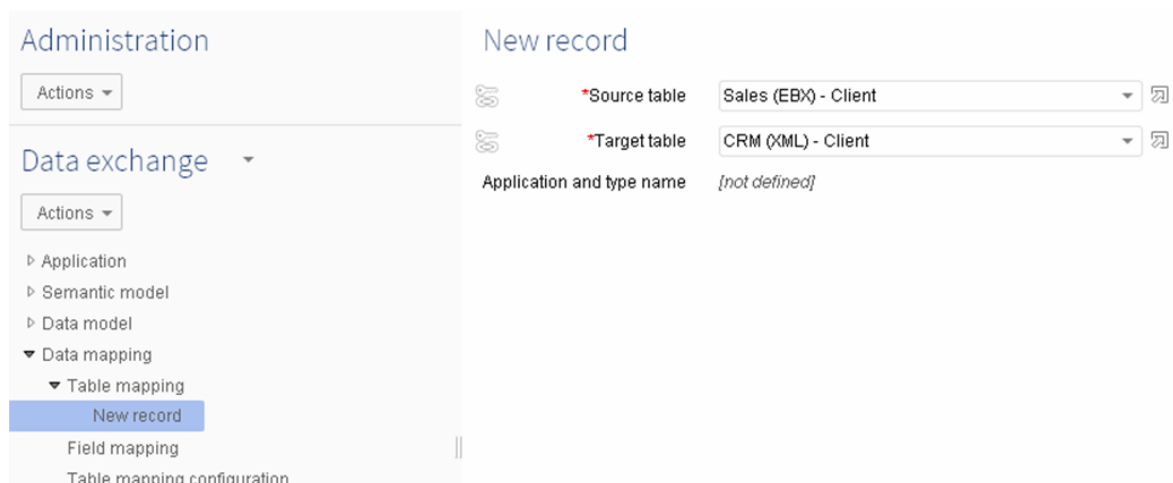 Administration
Actions
Data exchange
Actions
Application
Semantic model
Data model
Data mapping
Table mapping
New record
Field mapping
Table mapping configuration
New record
*Source table Sales (EBX) - Client
*Target table CRM (XML) - Client
Application and type name [not defined]